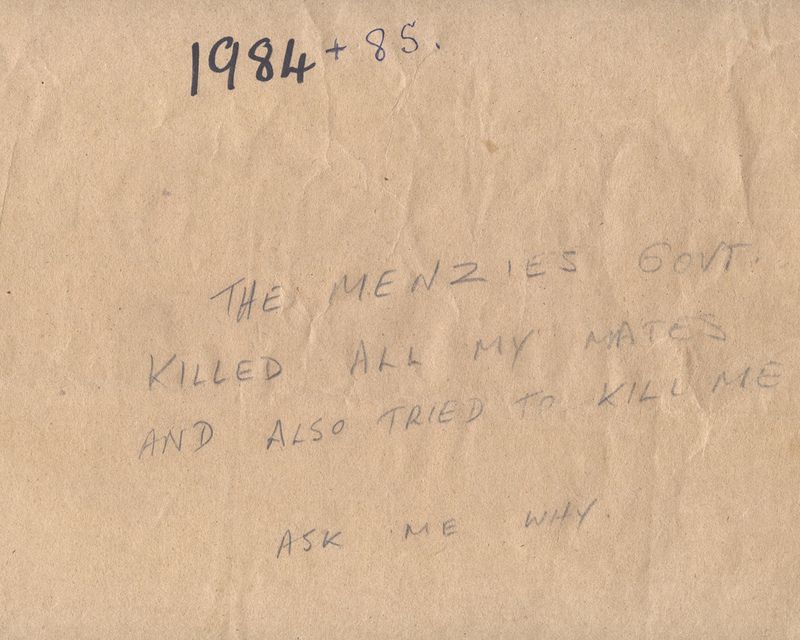 1984 + 85.
THE MENZIES GOVT.
KILLED ALL MY MATES
AND ALSO TRIED TO KILL ME
ASK ME WHY.